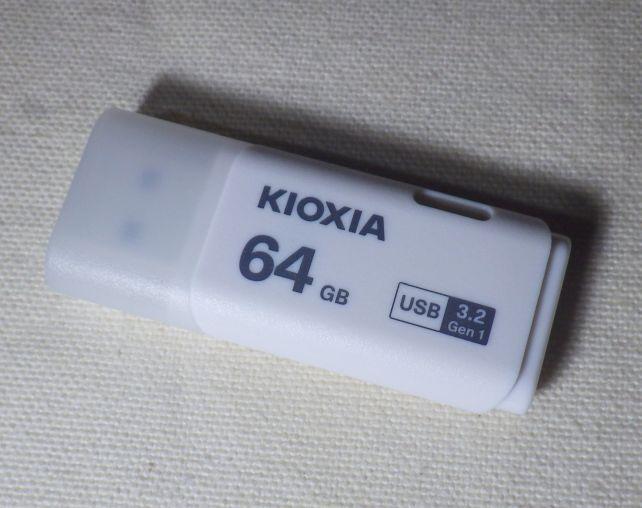 KIOXIA
64 GB
USB 3.2
Gen 1